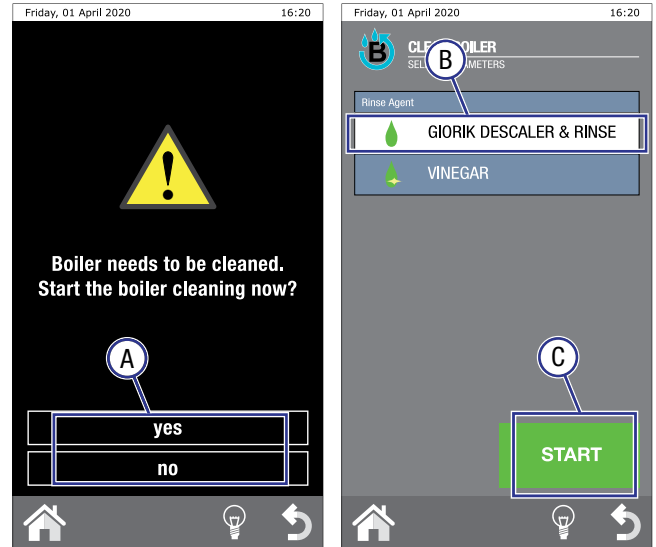 Friday, 01 April 2020 16:20
Boiler needs to be cleaned.
Start the boiler cleaning now?
A
yes
no
Friday, 01 April 2020 16:20
B
B
Rinse Agent
GIORIK DESCALER & RINSE
VINEGAR
C
START